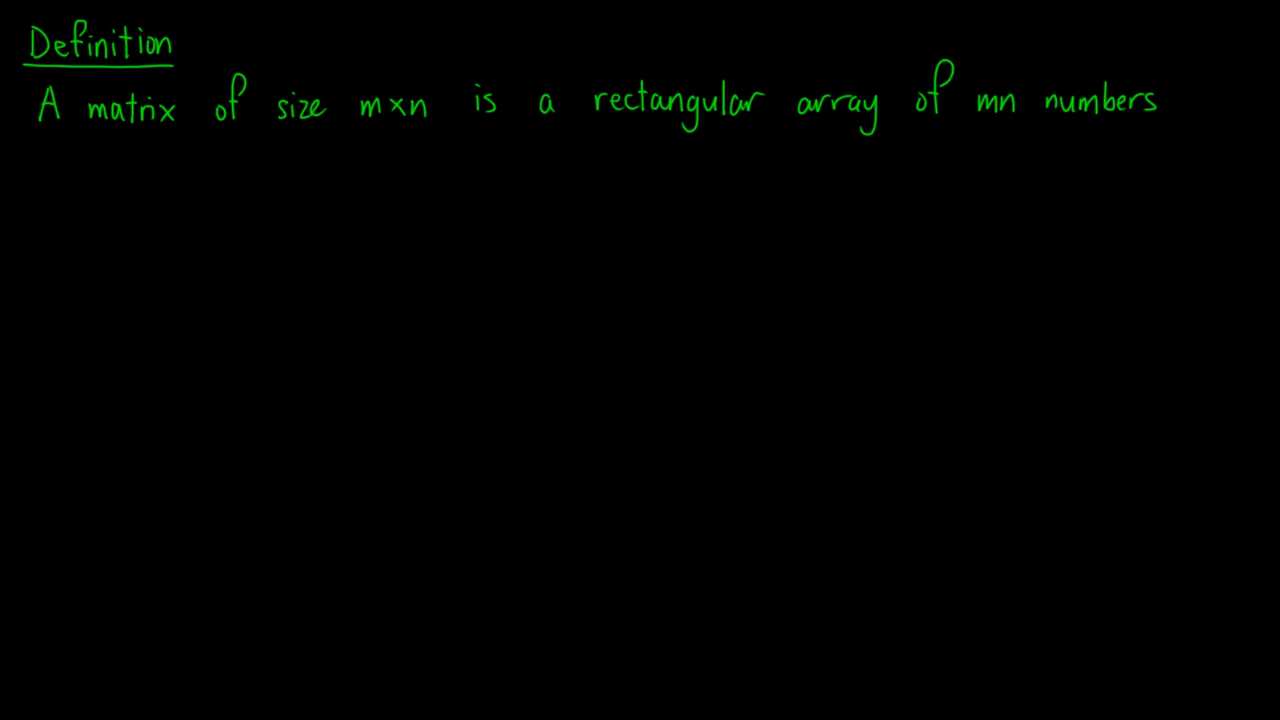 Definition
A matrix of size m×n is a rectangular array of mn numbers